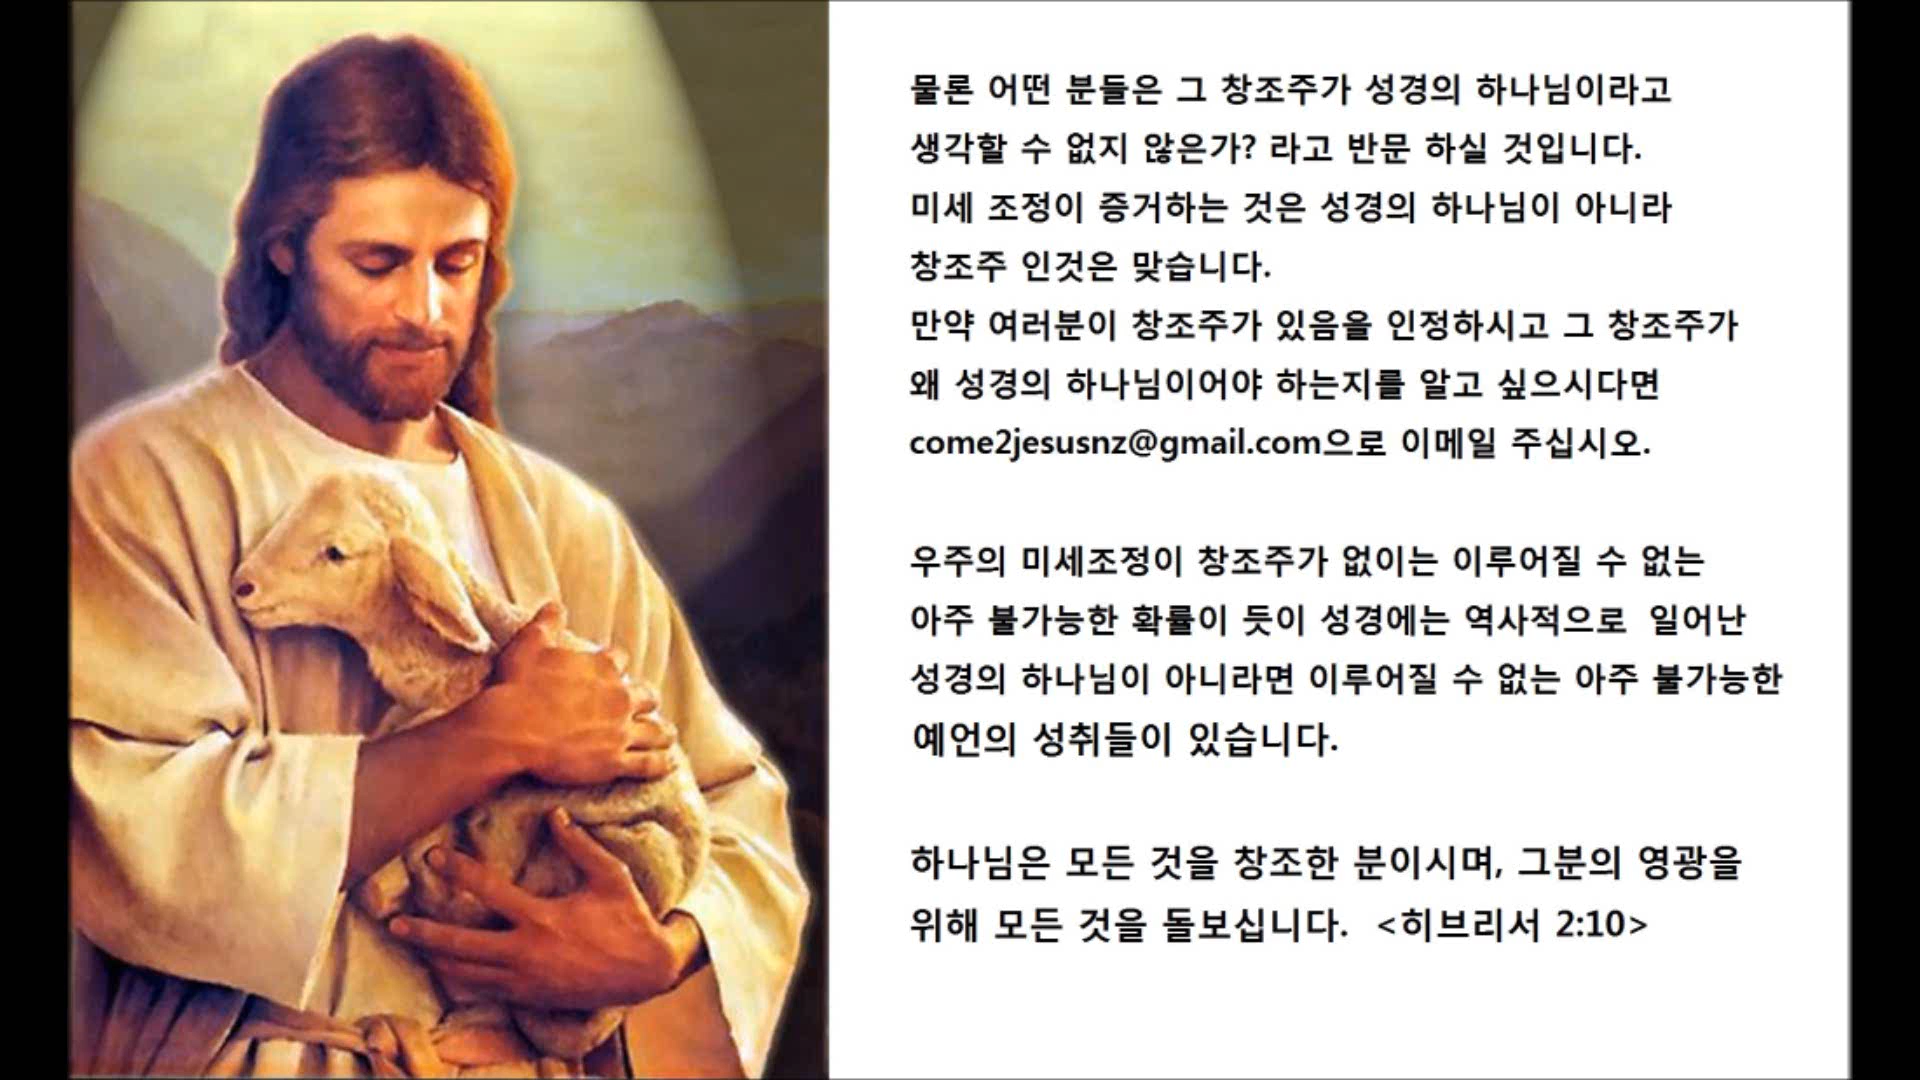 물론 어떤 분들은 그 창조주가 성경의 하나님이라고
생각할 수 없지 않은가? 라고 반문 하실 것입니다.
미세 조정이 증거하는 것은 성경의 하나님이 아니라
창조주 인것은 맞습니다.
만약 여러분이 창조주가 있음을 인정하시고 그 창조주가
왜 성경의 하나님이어야 하는지를 알고 싶으시다면
come2jesusnz@gmail.com으로 이메일 주십시오.
우주의 미세조정이 창조주가 없이는 이루어질 수 없는
아주 불가능한 확률이 듯이 성경에는 역사적으로 일어난
성경의 하나님이 아니라면 이루어질 수 없는 아주 불가능한
예언의 성취들이 있습니다.
하나님은 모든 것을 창조한 분이시며, 그분의 영광을
위해 모든 것을 돌보십니다. <히브리서 2:10>